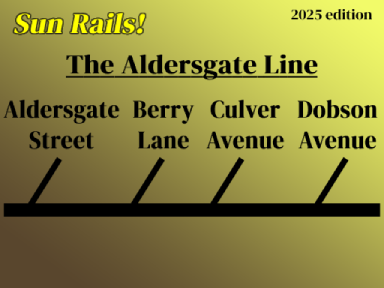 Sun Rails!
2025 edition
The Aldersgate Line
Aldersgate Street
Berry Lane
Culver Avenue
Dobson Avenue